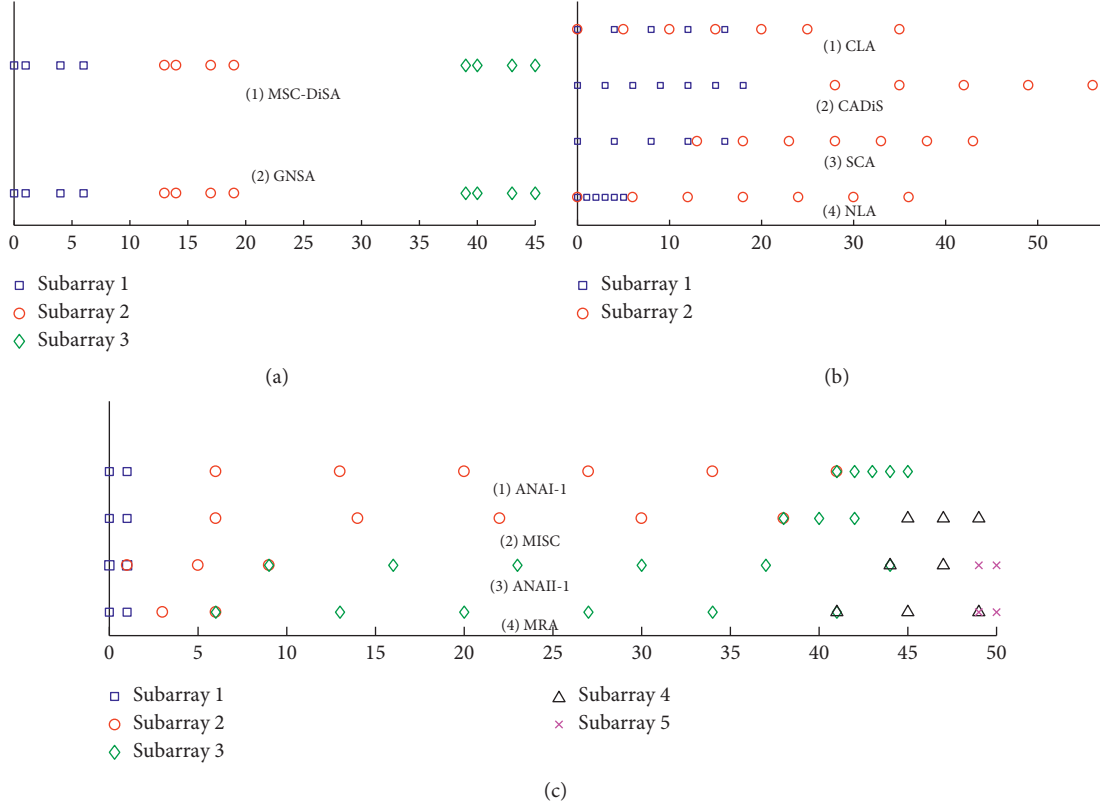 (1) MSC-DiSA
(2) GNSA
0 5 10 15 20 25 30 35 40 45
Subarray 1
Subarray 2
Subarray 3
(a)
(1) CLA
(2) CADiS
(3) SCA
(4) NLA
0 10 20 30 40 50
Subarray 1
Subarray 2
(b)
(1) ANAI-1
(2) MISC
(3) ANAII-1
(4) MRA
0 5 10 15 20 25 30 35 40 45 50
Subarray 1
Subarray 2
Subarray 3
Subarray 4
Subarray 5
(c)